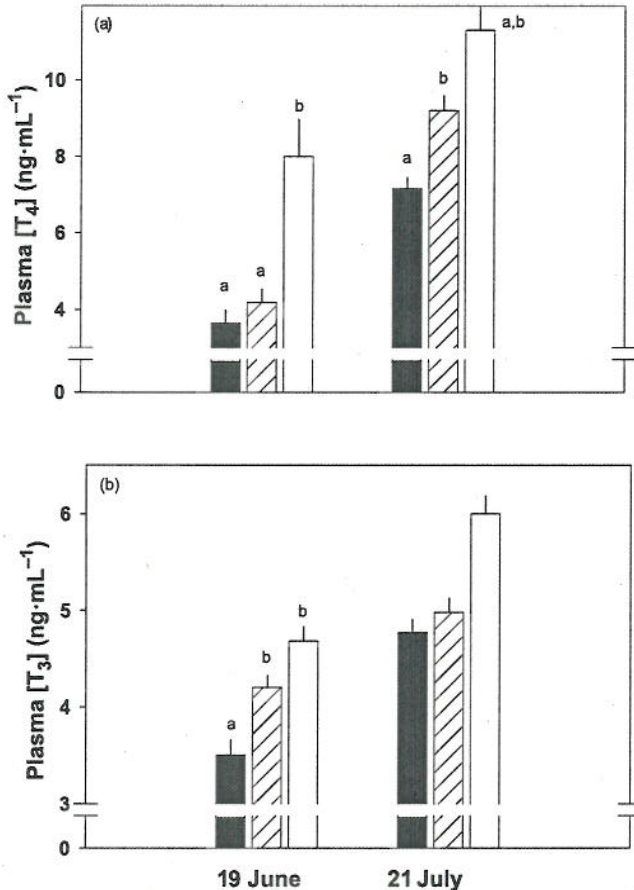 (a)
Plasma [T₄] (ng·mL⁻¹)
10
8
6
4
0
a
a
b
a
b
a,b
(b)
Plasma [T₃] (ng·mL⁻¹)
6
5
4
3
0
a
b
b
19 June
21 July